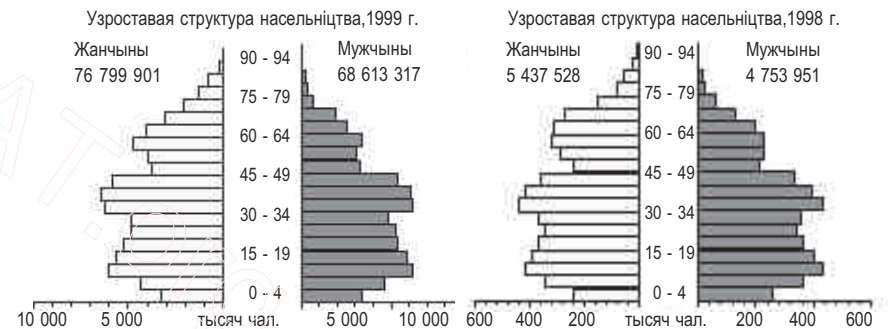 Узроставая структура насельніцтва,1999 г.
Жанчыны
76 799 901
Мужчыны
68 613 317
90 - 94
75 - 79
60 - 64
45 - 49
30 - 34
15 - 19
0 - 4
10 000 5 000 тысяч чал. 5 000 10 000
Узроставая структура насельніцтва,1998 г.
Жанчыны
5 437 528
Мужчыны
4 753 951
90 - 94
75 - 79
60 - 64
45 - 49
30 - 34
15 - 19
0 - 4
600 400 200 тысяч чал. 200 400 600